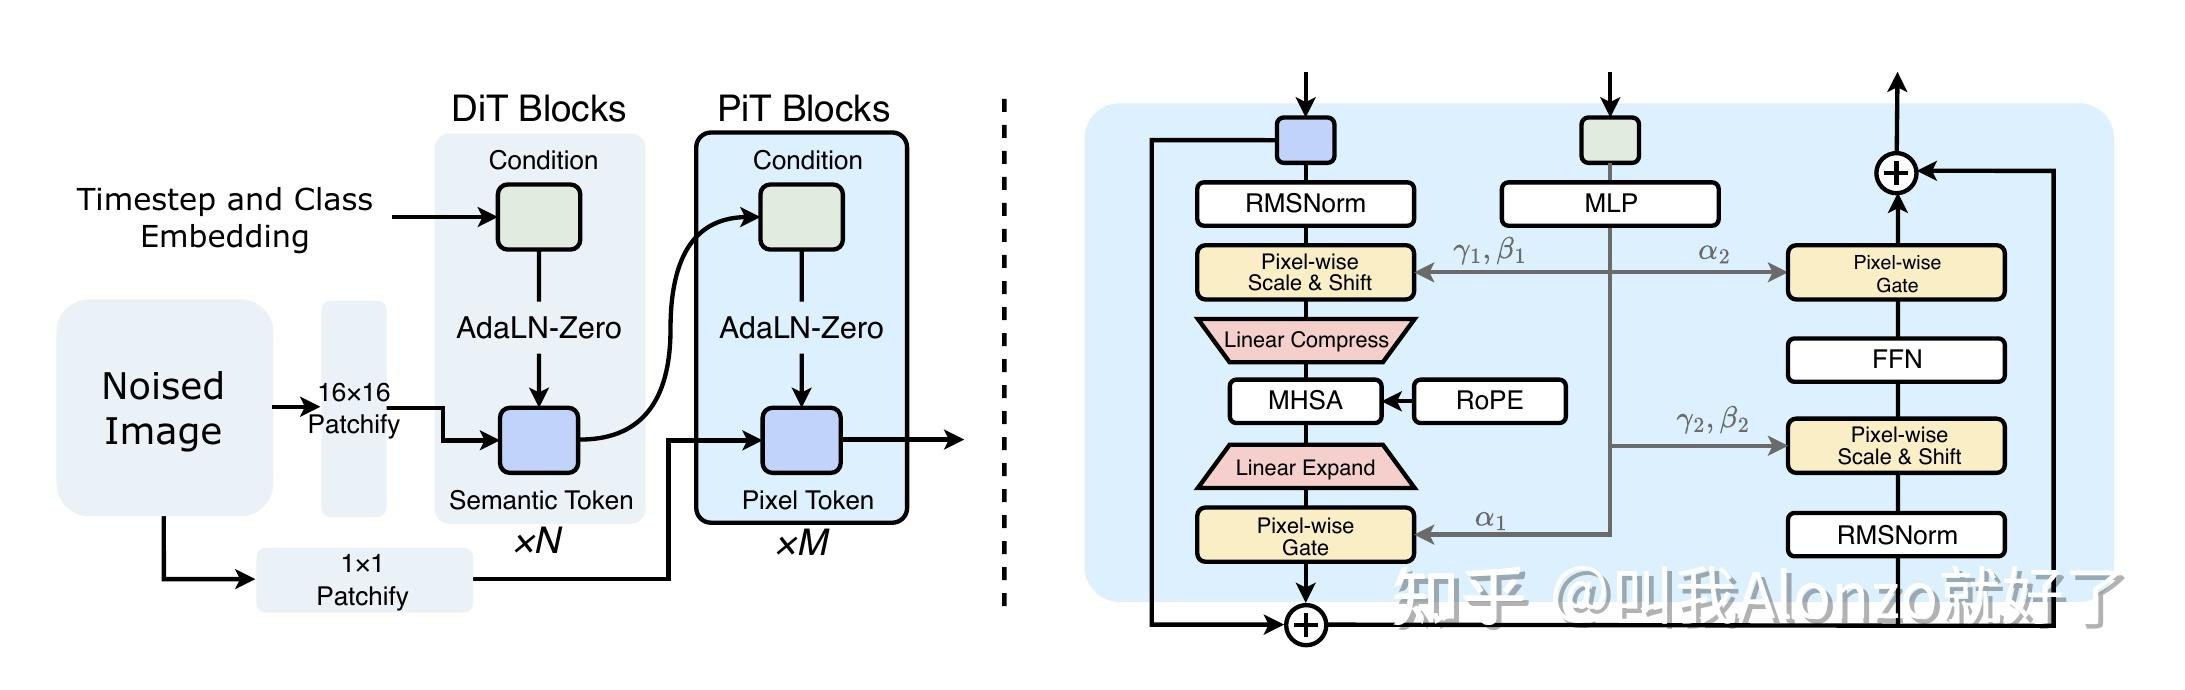 DiT Blocks
PiT Blocks
Condition
Condition
Timestep and Class
Embedding
AdaLN-Zero
AdaLN-Zero
Noised
Image
16×16
Patchify
Semantic Token
Pixel Token
×N
×M
1×1
Patchify
RMSNorm
MLP
Pixel-wise
Scale & Shift
γ₁, β₁
α₂
Pixel-wise
Gate
Linear Compress
MHSA
RoPE
FFN
Linear Expand
γ₂, β₂
Pixel-wise
Scale & Shift
Pixel-wise
Gate
α₁
RMSNorm
知乎 @叫我Alonzo就好了